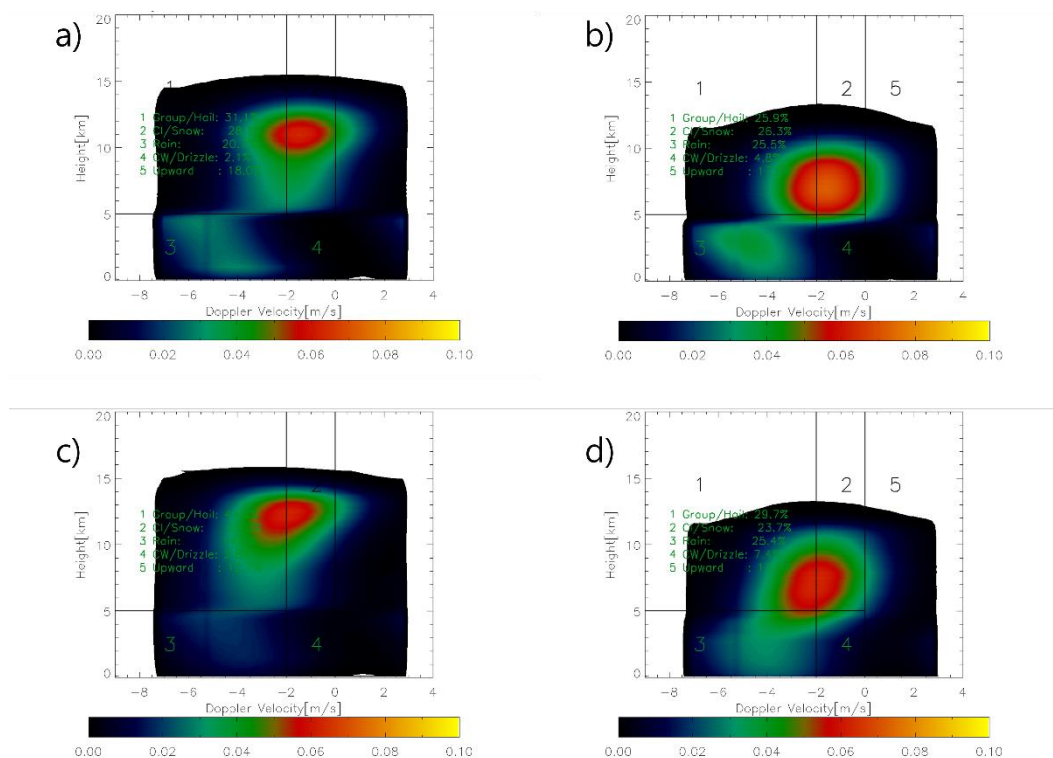 a)
20
15
10
5
0
Height[km]
1
1 Group/Hail: 31.1
2 CI/Snow:
3 Rain: 20.
4 CW/Drizzle: 2.1%
5 Upward : 18.0
3
4
−8 −6 −4 −2 0 2 4
Doppler Velocity[m/s]
0.00 0.02 0.04 0.06 0.08 0.10
b)
20
15
10
5
0
Height[km]
1 2 5
1 Group/Hail: 25.9%
2 CI/Snow: 26.3%
3 Rain: 25.5%
4 CW/Drizzle: 4.8%
5 Upward : 1
3
4
−8 −6 −4 −2 0 2 4
Doppler Velocity[m/s]
0.00 0.02 0.04 0.06 0.08 0.10
c)
20
15
10
5
0
Height[km]
2
1 Group/Hail:
2 CI/Snow:
3 Rain:
4 CW/Drizzle:
5 Upward :
3
4
−8 −6 −4 −2 0 2 4
Doppler Velocity[m/s]
0.00 0.02 0.04 0.06 0.08 0.10
d)
20
15
10
5
0
Height[km]
1 2 5
1 Group/Hail: 29.7%
2 CI/Snow: 23.7%
3 Rain: 25.4%
4 CW/Drizzle:
5 Upward : 1
3
4
−8 −6 −4 −2 0 2 4
Doppler Velocity[m/s]
0.00 0.02 0.04 0.06 0.08 0.10